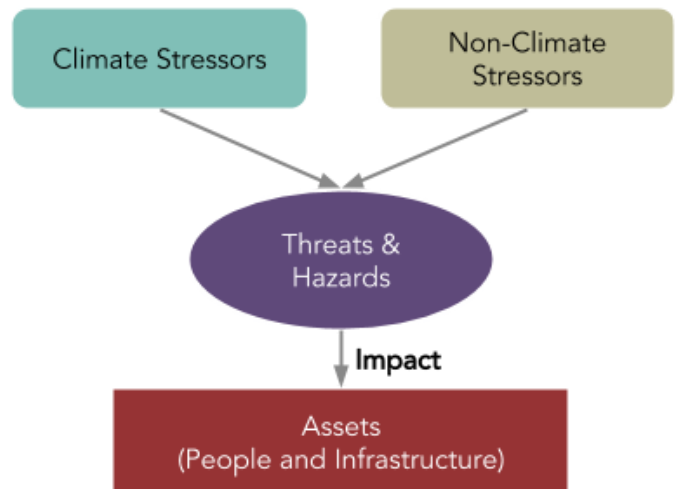 Climate Stressors
Non-Climate
Stressors
Threats &
Hazards
Impact
Assets
(People and Infrastructure)